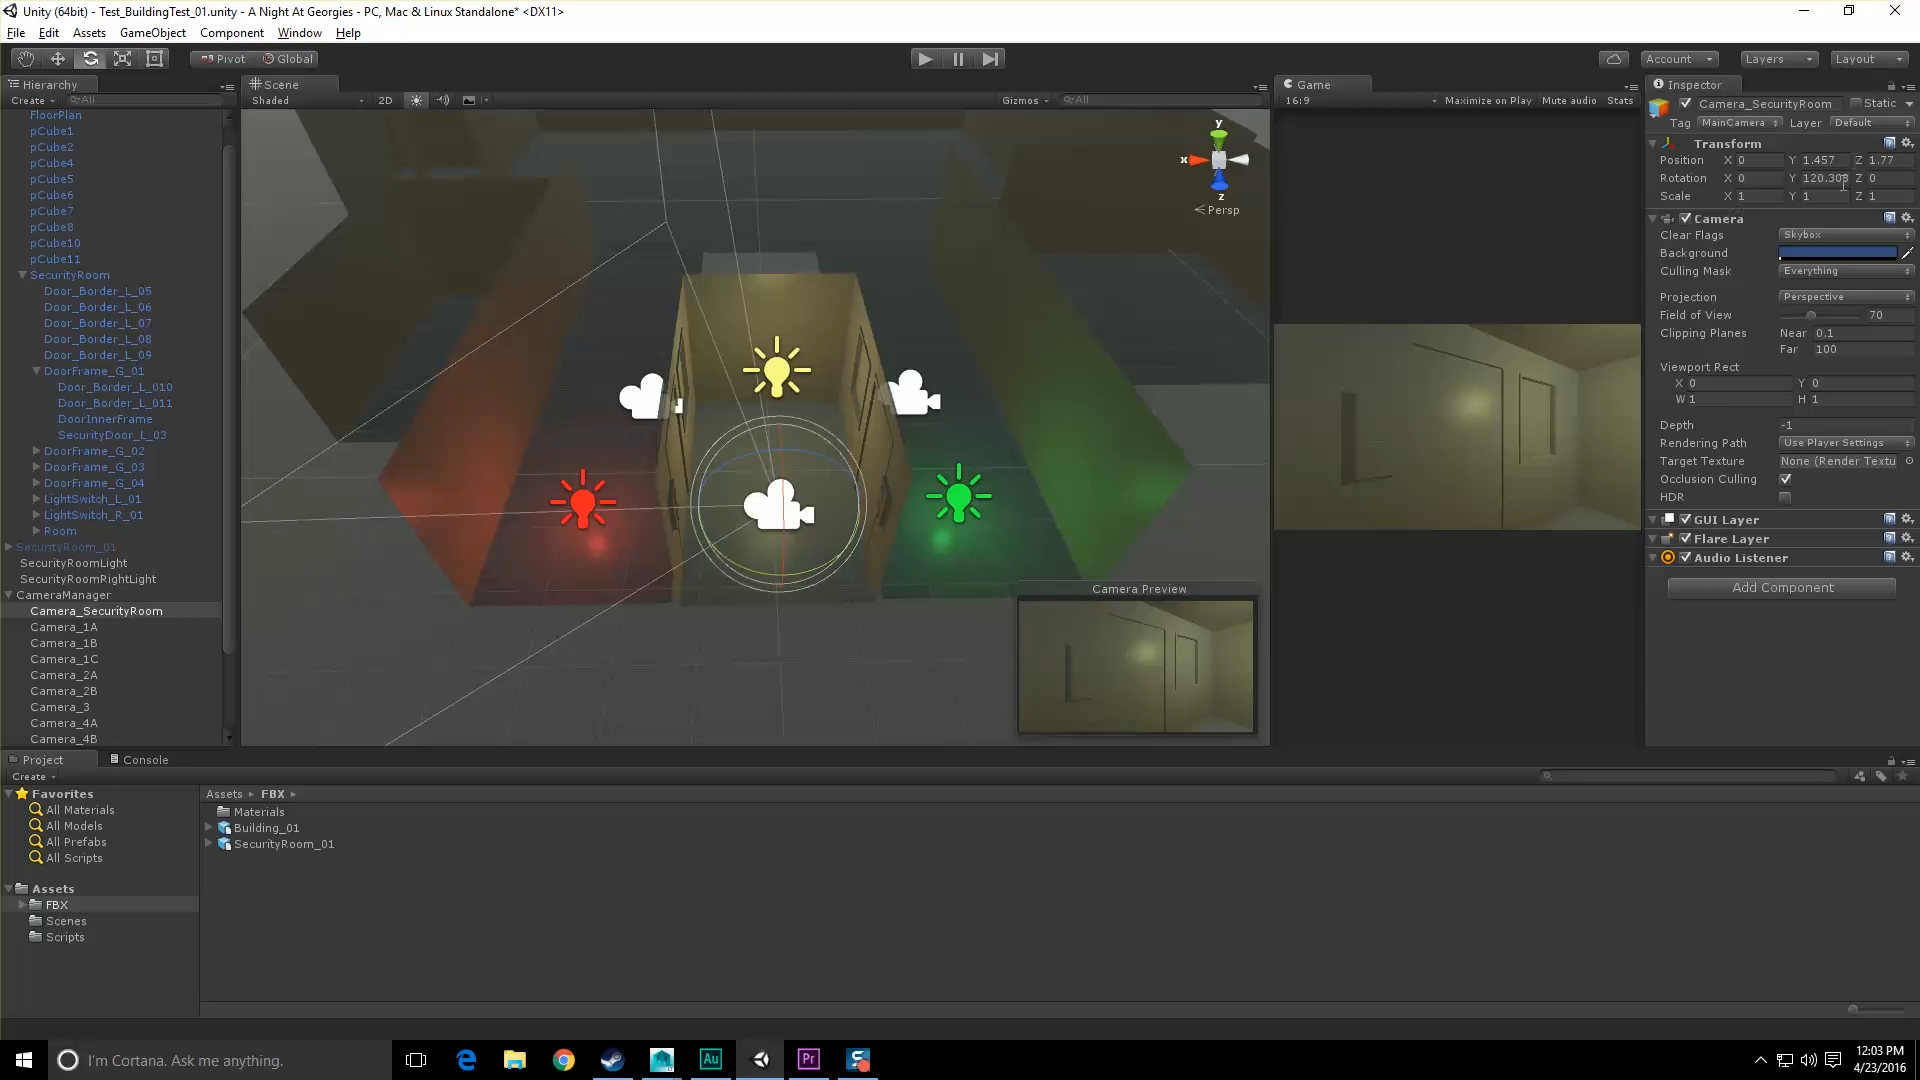 Unity (64bit) - Test_BuildingTest_01.unity - A Night At Georgies - PC, Mac & Linux Standalone* <DX11>
File Edit Assets GameObject Component Window Help
Pivot Global Account Layers Layout
Hierarchy
Create All
FloorPlan
pCube1
pCube2
pCube4
pCube5
pCube6
pCube7
pCube8
pCube10
pCube11
SecurityRoom
Door_Border_L_05
Door_Border_L_06
Door_Border_L_07
Door_Border_L_08
Door_Border_L_09
DoorFrame_G_01
Door_Border_L_010
Door_Border_L_011
DoorInnerFrame
SecurityDoor_L_03
DoorFrame_G_02
DoorFrame_G_03
DoorFrame_G_04
LightSwitch_L_01
LightSwitch_R_01
Room
SecurityRoom_01
SecurityRoomLight
SecurityRoomRightLight
CameraManager
Camera_SecurityRoom
Camera_1A
Camera_1B
Camera_1C
Camera_2A
Camera_2B
Camera_3
Camera_4A
Camera_4B
Scene
Shaded 2D Gizmos All
y
x
z
Persp
Camera Preview
Game
16:9 Maximize on Play Mute audio Stats
Inspector
Camera_SecurityRoom Static
Tag MainCamera Layer Default
Transform
Position X 0 Y 1.457 Z 1.77
Rotation X 0 Y 120.303 Z 0
Scale X 1 Y 1 Z 1
Camera
Clear Flags Skybox
Background
Culling Mask Everything
Projection Perspective
Field of View 70
Clipping Planes Near 0.1
Far 100
Viewport Rect
X 0 Y 0
W 1 H 1
Depth -1
Rendering Path Use Player Settings
Target Texture None (Render Textu
Occlusion Culling
HDR
GUI Layer
Flare Layer
Audio Listener
Add Component
Project Console
Create
Favorites
All Materials
All Models
All Prefabs
All Scripts
Assets
FBX
Scenes
Scripts
Assets FBX
Materials
Building_01
SecurityRoom_01
I'm Cortana. Ask me anything.
Au
Pr
12:03 PM
4/23/2016